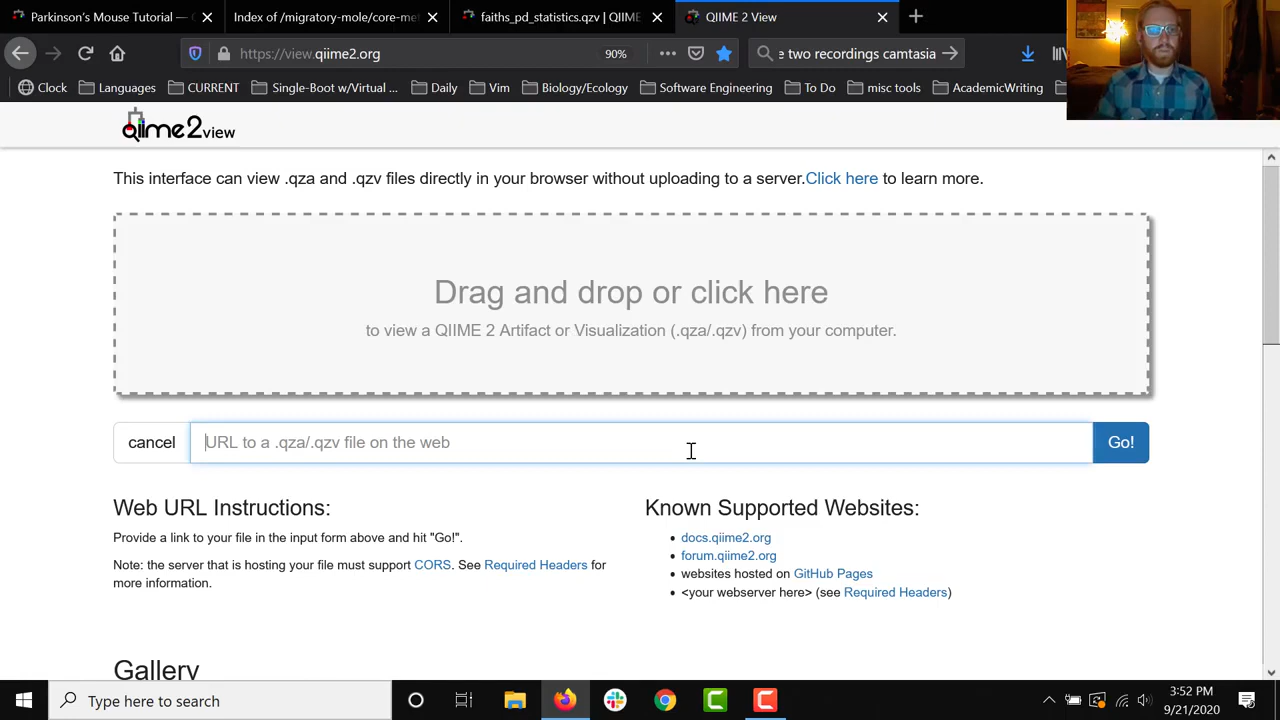 Parkinson's Mouse Tutorial —
Index of /migratory-mole/core-met
faiths_pd_statistics.qzv | QIIME
QIIME 2 View
https://view.qiime2.org
90%
e two recordings camtasia
Clock
Languages
CURRENT
Single-Boot w/Virtual ...
Daily
Vim
Biology/Ecology
Software Engineering
To Do
misc tools
AcademicWriting
qiime2view
This interface can view .qza and .qzv files directly in your browser without uploading to a server.Click here to learn more.
Drag and drop or click here
to view a QIIME 2 Artifact or Visualization (.qza/.qzv) from your computer.
cancel
URL to a .qza/.qzv file on the web
Go!
Web URL Instructions:
Provide a link to your file in the input form above and hit "Go!".
Note: the server that is hosting your file must support CORS. See Required Headers for
more information.
Known Supported Websites:
docs.qiime2.org
forum.qiime2.org
websites hosted on GitHub Pages
<your webserver here> (see Required Headers)
Gallery
Type here to search
3:52 PM
9/21/2020